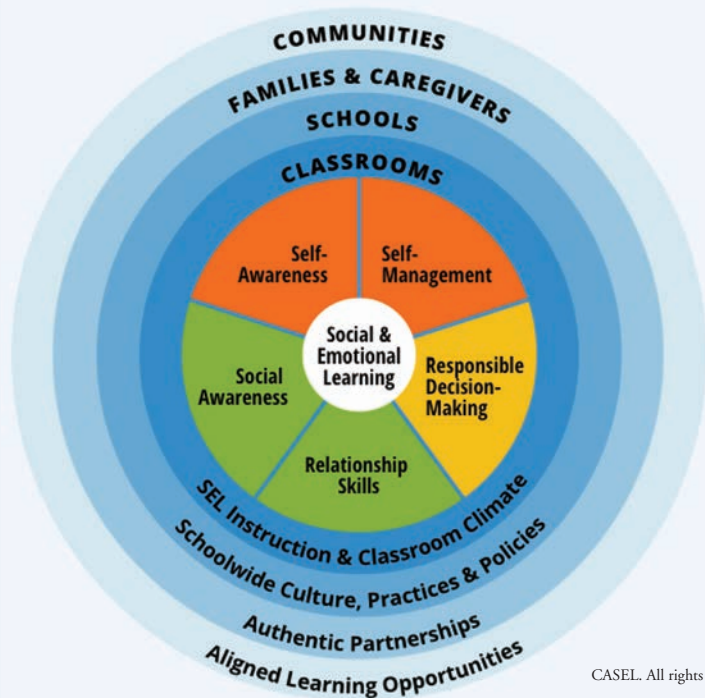 COMMUNITIES
FAMILIES & CAREGIVERS
SCHOOLS
CLASSROOMS
Self-
Awareness
Self-
Management
Social &
Emotional
Learning
Social
Awareness
Responsible
Decision-
Making
Relationship
Skills
SEL Instruction & Classroom Climate
Schoolwide Culture, Practices & Policies
Authentic Partnerships
Aligned Learning Opportunities
CASEL. All rights